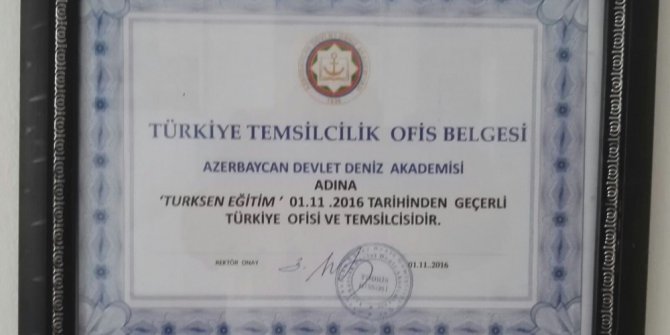 TÜRKİYE TEMSİLCİLİK OFİS BELGESİ
AZERBAYCAN DEVLET DENİZ AKADEMİSİ
ADINA
'TURKSEN EĞİTİM' 01.11 .2016 TARİHİNDEN GEÇERLİ
TÜRKİYE OFİSİ VE TEMSİLCİSİDİR.
REKTÖR ONAY
01.11..2016